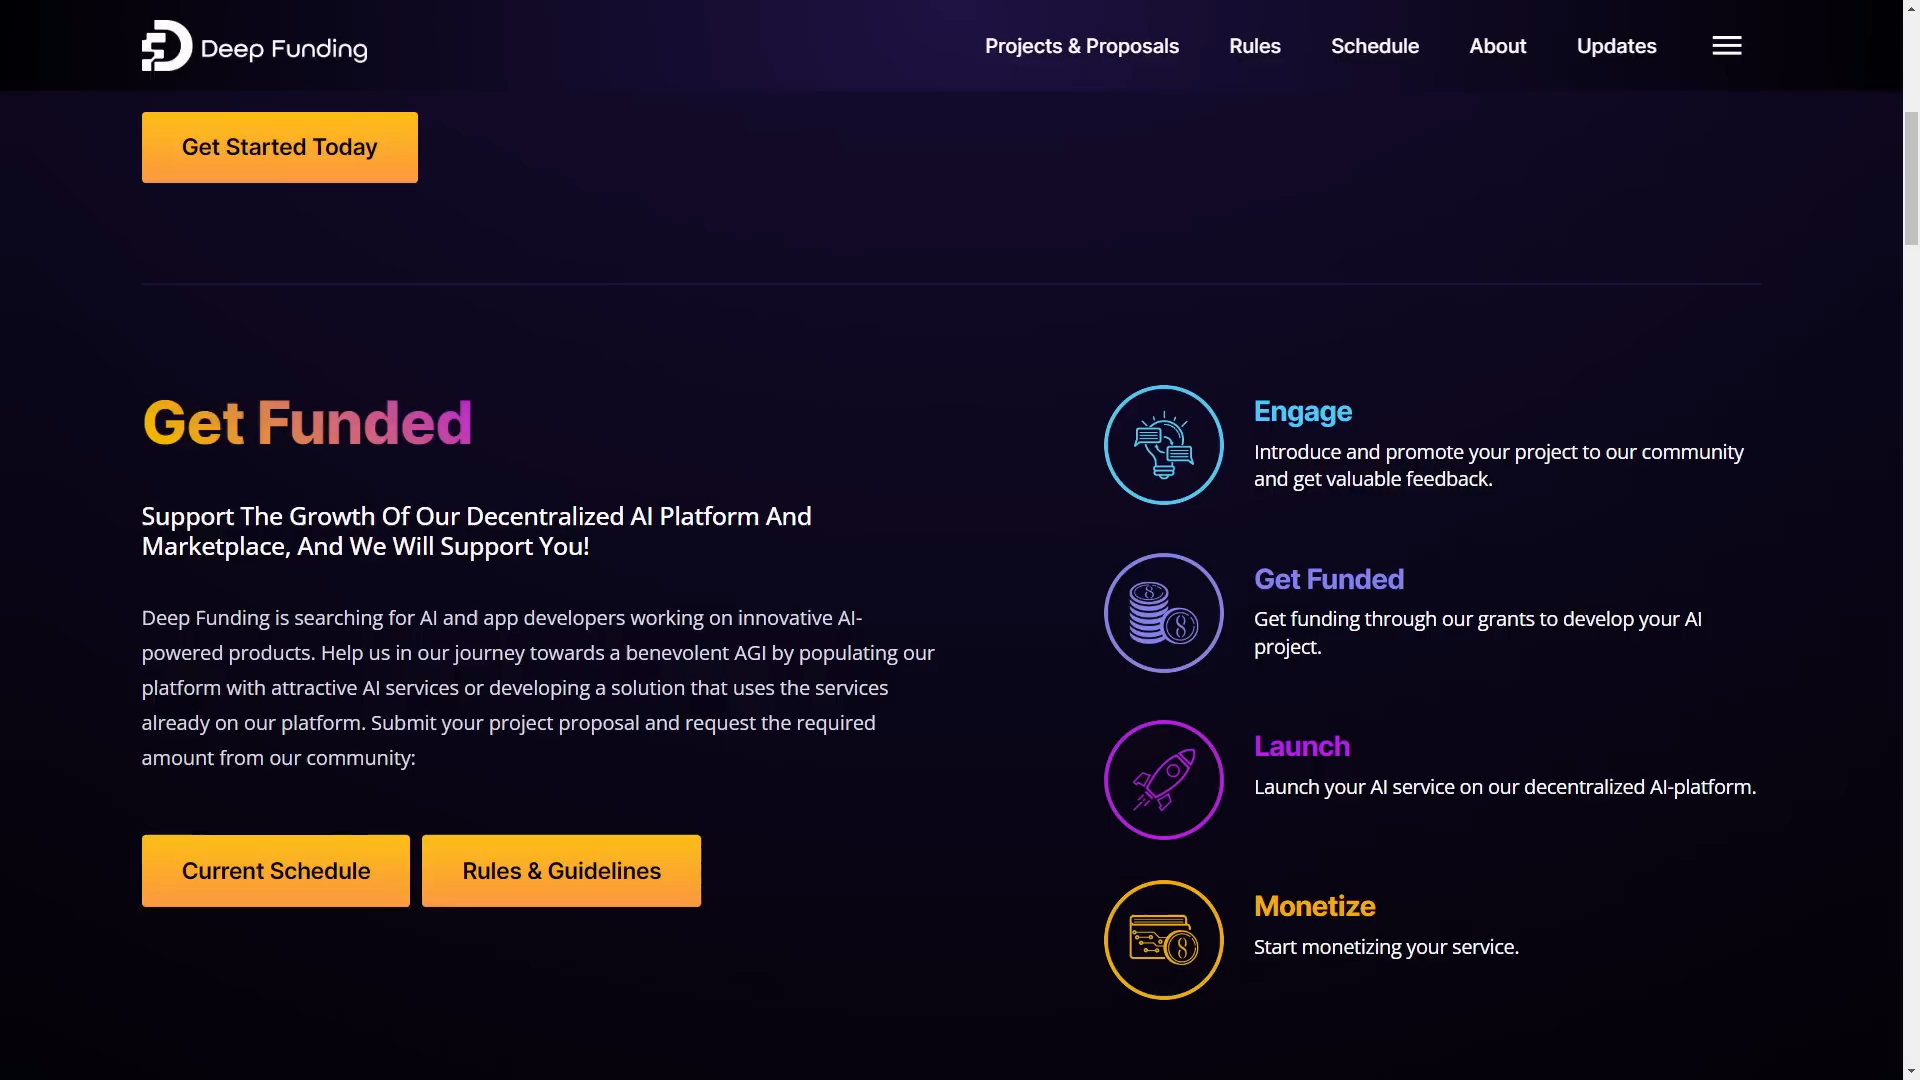 Deep Funding
Projects & Proposals
Rules
Schedule
About
Updates
Get Started Today
Get Funded
Support The Growth Of Our Decentralized AI Platform And
Marketplace, And We Will Support You!
Deep Funding is searching for AI and app developers working on innovative AI-
powered products. Help us in our journey towards a benevolent AGI by populating our
platform with attractive AI services or developing a solution that uses the services
already on our platform. Submit your project proposal and request the required
amount from our community:
Current Schedule
Rules & Guidelines
Engage
Introduce and promote your project to our community
and get valuable feedback.
Get Funded
Get funding through our grants to develop your AI
project.
Launch
Launch your AI service on our decentralized AI-platform.
Monetize
Start monetizing your service.